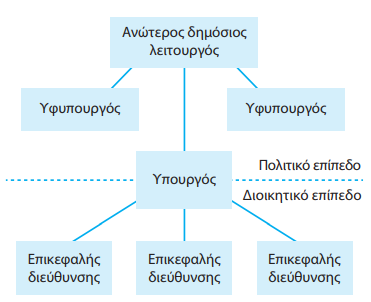 Ανώτερος δημόσιος
λειτουργός
Υφυπουργός
Υφυπουργός
Υπουργός
Πολιτικό επίπεδο
Διοικητικό επίπεδο
Επικεφαλής
διεύθυνσης
Επικεφαλής
διεύθυνσης
Επικεφαλής
διεύθυνσης